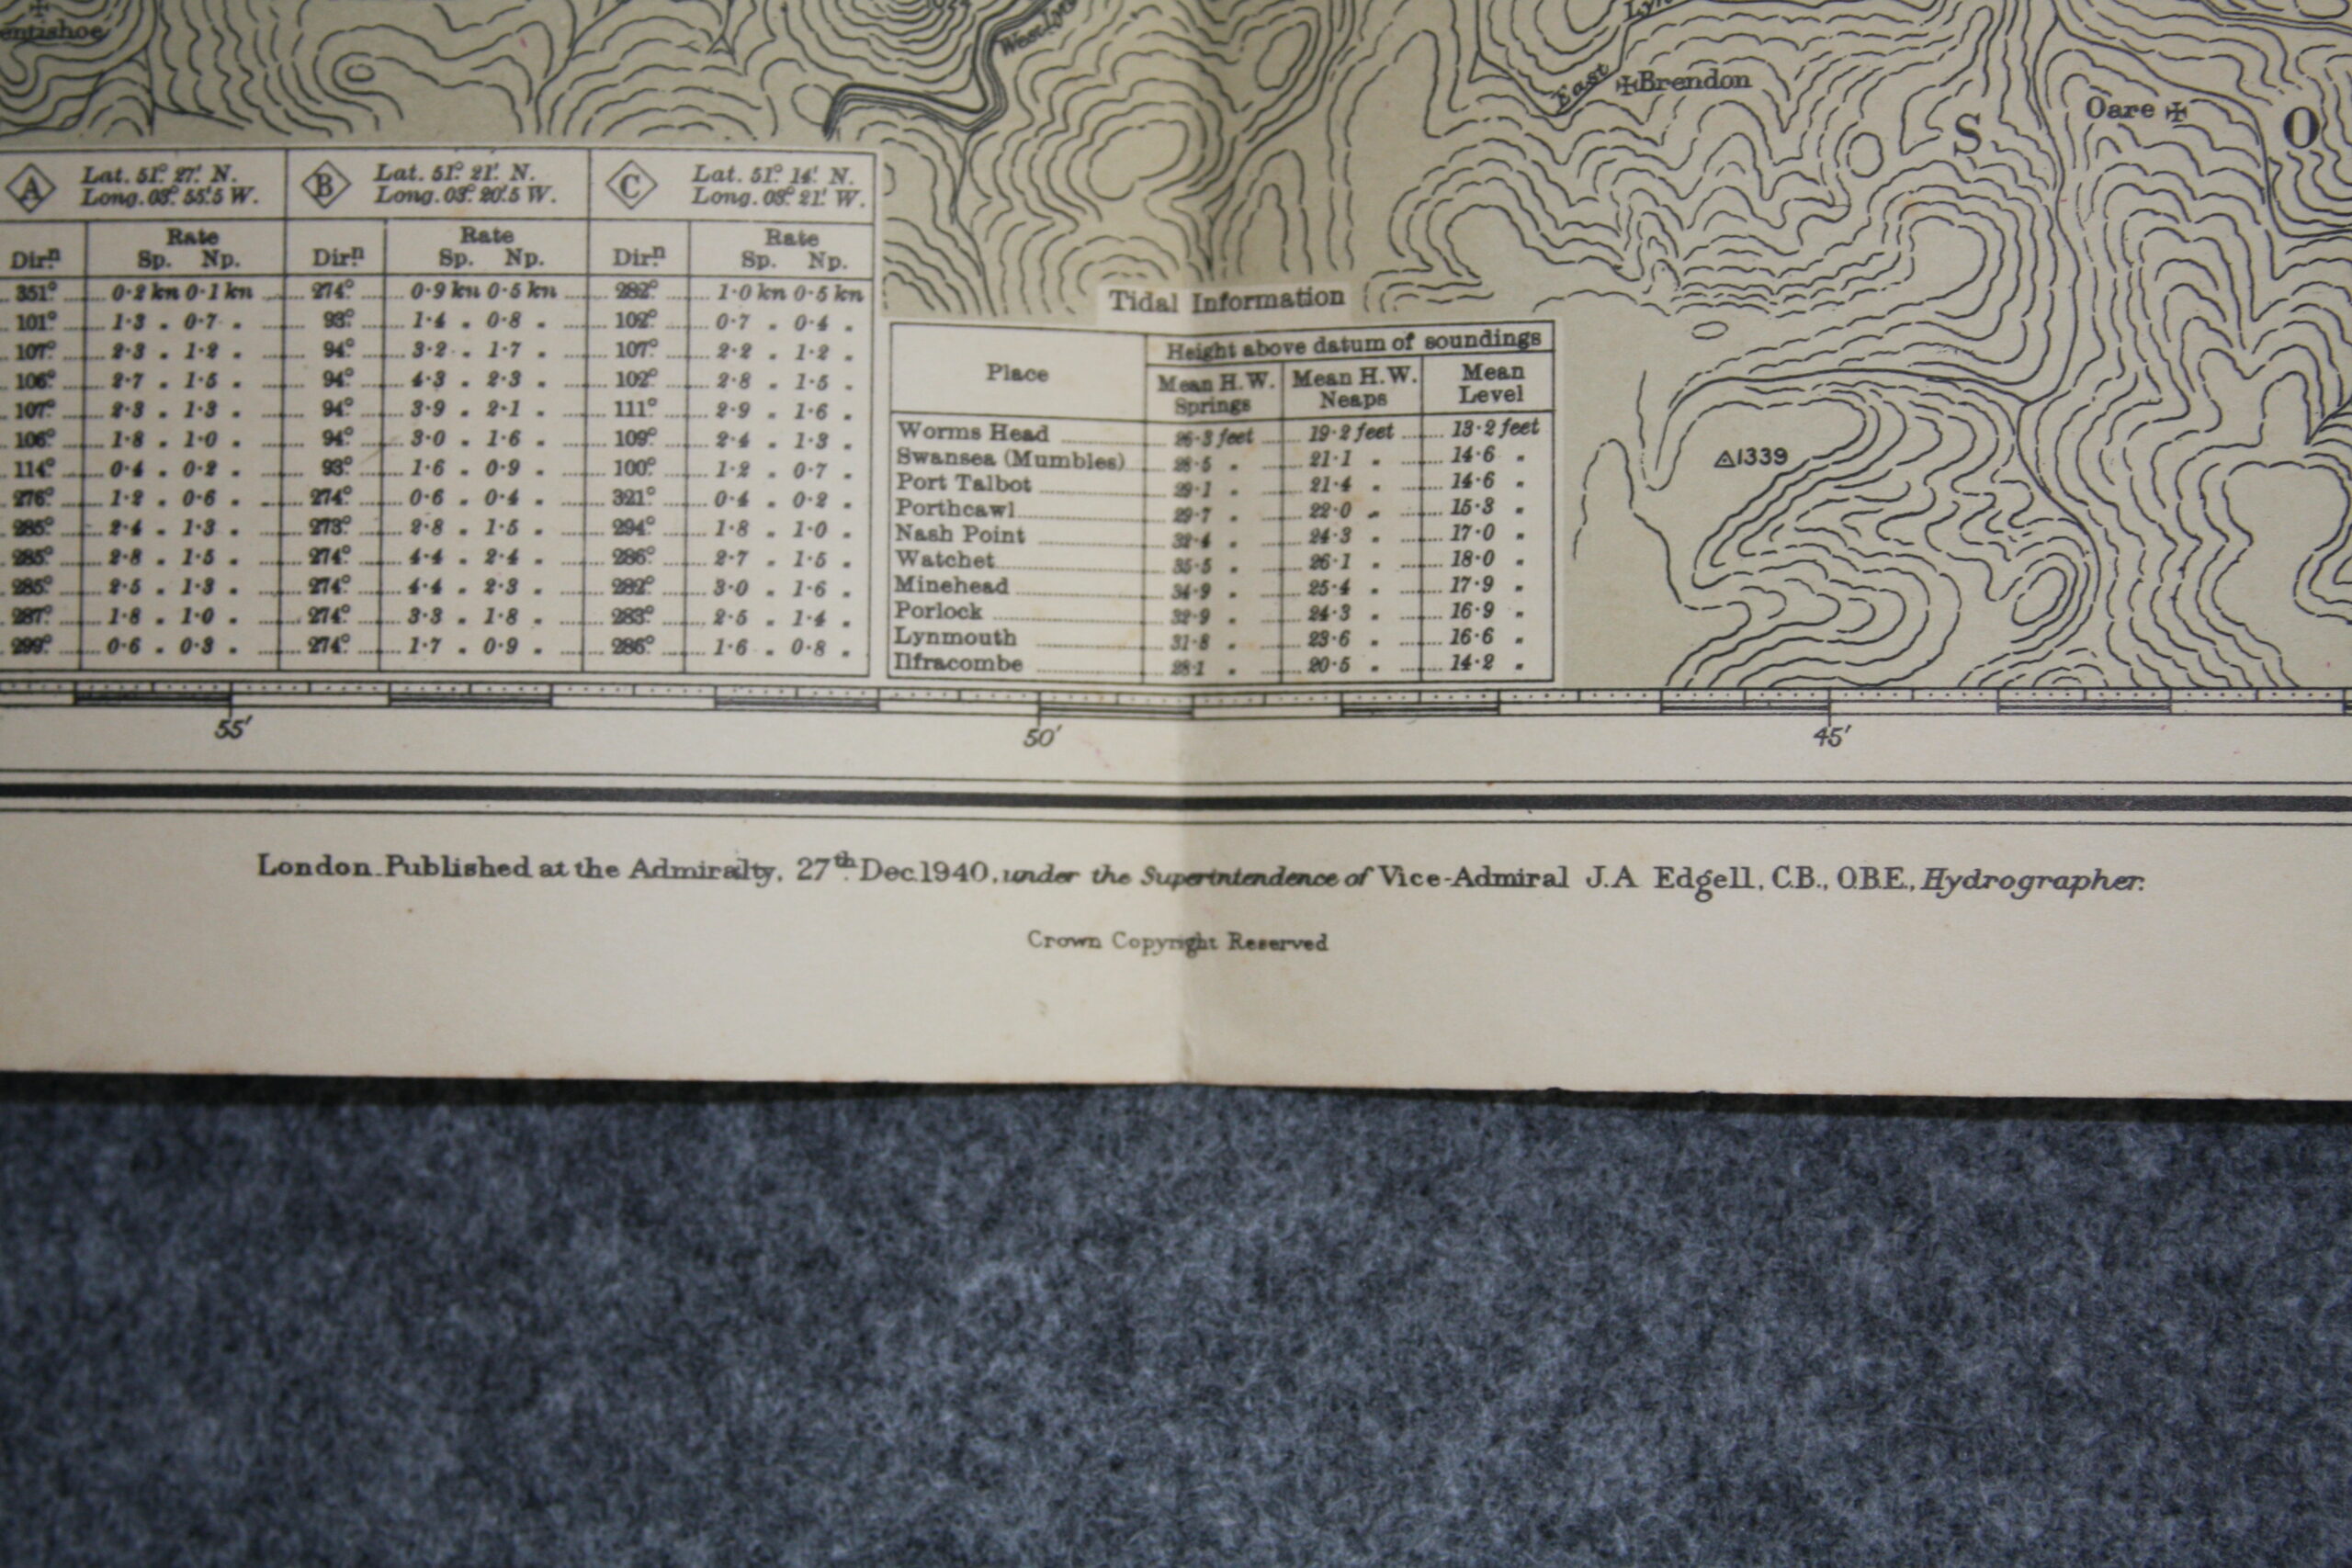 entishoe
West Lyn
East
Lyn
Brendon
Oare
S
O
A Lat. 51° 27' N. Long. 03° 55'.5 W. B Lat. 51° 21' N. Long. 03° 20'.5 W. C Lat. 51° 14' N. Long. 03° 21' W.
Dirⁿ Rate Sp. Np. Dirⁿ Rate Sp. Np. Dirⁿ Rate Sp. Np.
351° 0·2 kn 0·1 kn 274° 0·9 kn 0·5 kn 282° 1·0 kn 0·5 kn
101° 1·3 „ 0·7 „ 93° 1·4 „ 0·8 „ 102° 0·7 „ 0·4 „
107° 2·3 „ 1·2 „ 94° 3·2 „ 1·7 „ 107° 2·2 „ 1·2 „
106° 2·7 „ 1·5 „ 94° 4·3 „ 2·3 „ 102° 2·8 „ 1·5 „
107° 2·3 „ 1·3 „ 94° 3·9 „ 2·1 „ 111° 2·9 „ 1·6 „
106° 1·8 „ 1·0 „ 94° 3·0 „ 1·6 „ 109° 2·4 „ 1·3 „
114° 0·4 „ 0·2 „ 93° 1·6 „ 0·9 „ 100° 1·2 „ 0·7 „
276° 1·2 „ 0·6 „ 274° 0·6 „ 0·4 „ 321° 0·4 „ 0·2 „
285° 2·4 „ 1·3 „ 273° 2·8 „ 1·5 „ 294° 1·8 „ 1·0 „
285° 2·8 „ 1·5 „ 274° 4·4 „ 2·4 „ 286° 2·7 „ 1·5 „
285° 2·5 „ 1·3 „ 274° 4·4 „ 2·3 „ 282° 3·0 „ 1·6 „
287° 1·8 „ 1·0 „ 274° 3·3 „ 1·8 „ 283° 2·5 „ 1·4 „
299° 0·6 „ 0·3 „ 274° 1·7 „ 0·9 „ 286° 1·6 „ 0·8 „
Tidal Information
Place
Height above datum of soundings
Mean H.W. Springs Mean H.W. Neaps Mean Level
Worms Head 26·3 feet 19·2 feet 13·2 feet
Swansea (Mumbles) 28·5 „ 21·1 „ 14·6 „
Port Talbot 29·1 „ 21·4 „ 14·6 „
Porthcawl 29·7 „ 22·0 „ 15·3 „
Nash Point 32·4 „ 24·3 „ 17·0 „
Watchet 35·5 „ 26·1 „ 18·0 „
Minehead 34·9 „ 25·4 „ 17·9 „
Porlock 32·9 „ 24·3 „ 16·9 „
Lynmouth 31·8 „ 23·6 „ 16·6 „
Ilfracombe 28·1 „ 20·5 „ 14·2 „
1339
55' 50' 45'
London. Published at the Admiralty, 27th Dec. 1940, under the Superintendence of Vice-Admiral J.A Edgell, C.B., O.B.E., Hydrographer.
Crown Copyright Reserved